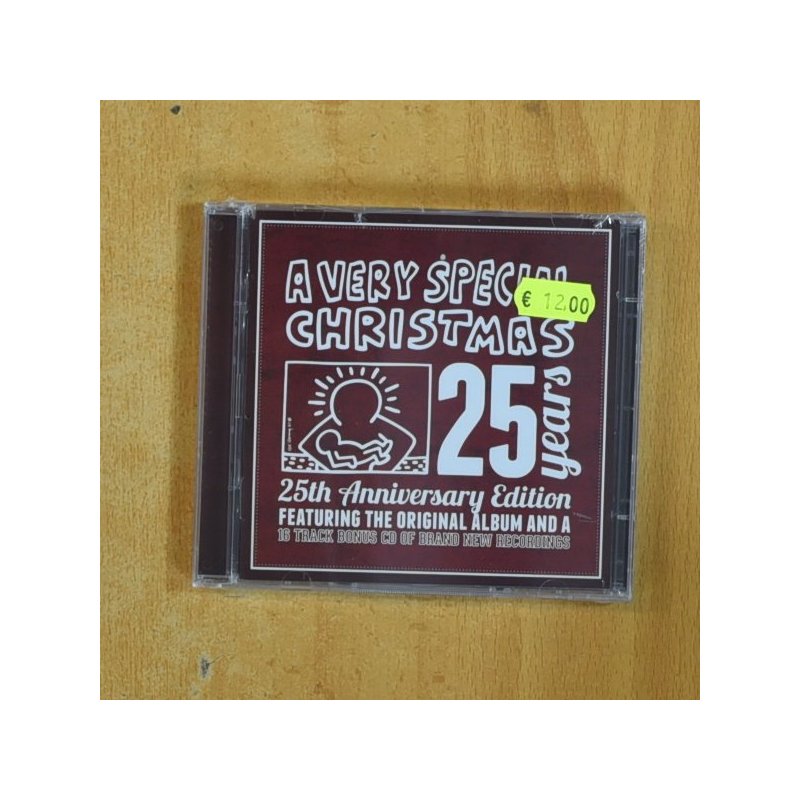 A VERY SPECIAL
€ 12,00
CHRISTMAS
25 years
25th Anniversary Edition
FEATURING THE ORIGINAL ALBUM AND A
16 TRACK BONUS CD OF BRAND NEW RECORDINGS